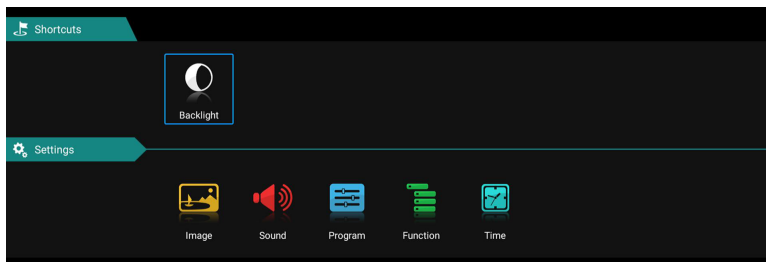 Shortcuts
Backlight
Settings
Image Sound Program Function Time